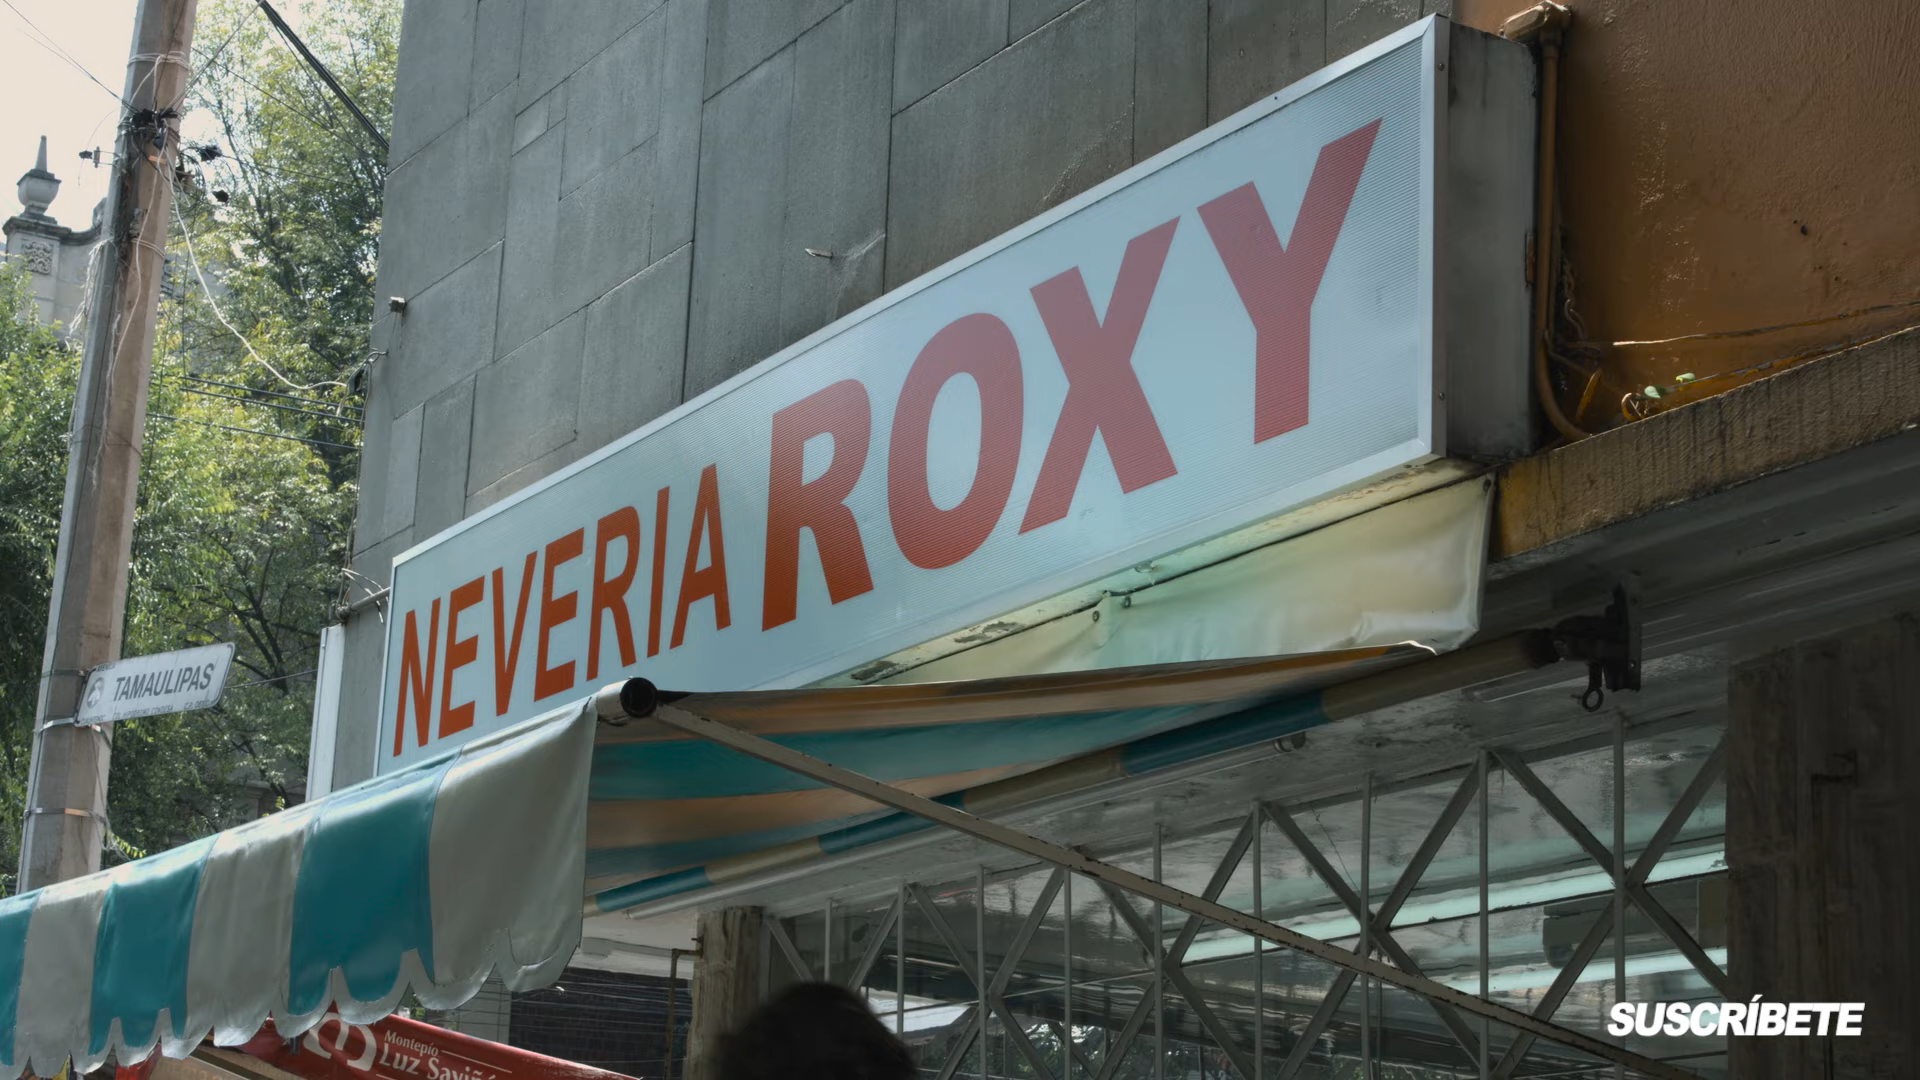 NEVERIA ROXY
TAMAULIPAS
Montepío
Luz Saviñ
SUSCRÍBETE